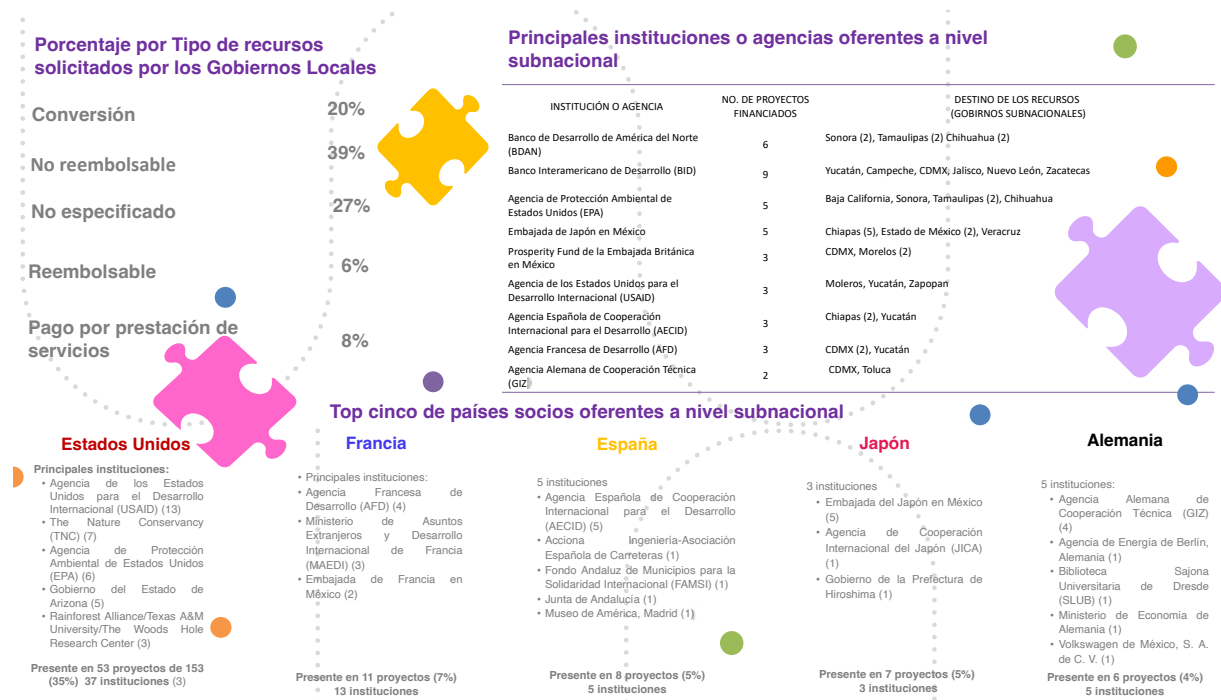 Porcentaje por Tipo de recursos
solicitados por los Gobiernos Locales
Conversión 20%
No reembolsable 39%
No especificado 27%
Reembolsable 6%
Pago por prestación de
servicios 8%
Principales instituciones o agencias oferentes a nivel
subnacional
INSTITUCIÓN O AGENCIA
NO. DE PROYECTOS
FINANCIADOS
DESTINO DE LOS RECURSOS
(GOBIRNOS SUBNACIONALES)
Banco de Desarrollo de América del Norte
(BDAN)
6
Sonora (2), Tamaulipas (2) Chihuahua (2)
Banco Interamericano de Desarrollo (BID)
9
Yucatán, Campeche, CDMX, Jalisco, Nuevo León, Zacatecas
Agencia de Protección Ambiental de
Estados Unidos (EPA)
5
Baja California, Sonora, Tamaulipas (2), Chihuahua
Embajada de Japón en México
5
Chiapas (5), Estado de México (2), Veracruz
Prosperity Fund de la Embajada Británica
en México
3
CDMX, Morelos (2)
Agencia de los Estados Unidos para el
Desarrollo Internacional (USAID)
3
Moleros, Yucatán, Zapopan
Agencia Española de Cooperación
Internacional para el Desarrollo (AECID)
3
Chiapas (2), Yucatán
Agencia Francesa de Desarrollo (AFD)
3
CDMX (2), Yucatán
Agencia Alemana de Cooperación Técnica
(GIZ)
2
CDMX, Toluca
Top cinco de países socios oferentes a nivel subnacional
Estados Unidos
Principales instituciones:
• Agencia de los Estados
Unidos para el Desarrollo
Internacional (USAID) (13)
• The Nature Conservancy
(TNC) (7)
• Agencia de Protección
Ambiental de Estados Unidos
(EPA) (6)
• Gobierno del Estado de
Arizona (5)
• Rainforest Alliance/Texas A&M
University/The Woods Hole
Research Center (3)
Presente en 53 proyectos de 153
(35%) 37 instituciones (3)
Francia
• Principales instituciones:
• Agencia Francesa de
Desarrollo (AFD) (4)
• Ministerio de Asuntos
Extranjeros y Desarrollo
Internacional de Francia
(MAEDI) (3)
• Embajada de Francia en
México (2)
Presente en 11 proyectos (7%)
13 instituciones
España
5 instituciones
• Agencia Española de Cooperación
Internacional para el Desarrollo
(AECID) (5)
• Acciona Ingeniería-Asociación
Española de Carreteras (1)
• Fondo Andaluz de Municipios para la
Solidaridad Internacional (FAMSI) (1)
• Junta de Andalucía (1)
• Museo de América, Madrid (1)
Presente en 8 proyectos (5%)
5 instituciones
Japón
3 instituciones
• Embajada del Japón en México
(5)
• Agencia de Cooperación
Internacional del Japón (JICA)
(1)
• Gobierno de la Prefectura de
Hiroshima (1)
Presente en 7 proyectos (5%)
3 instituciones
Alemania
5 instituciones:
• Agencia Alemana de
Cooperación Técnica (GIZ)
(4)
• Agencia de Energía de Berlín,
Alemania (1)
• Biblioteca Sajona
Universitaria de Dresde
(SLUB) (1)
• Ministerio de Economia de
Alemania (1)
• Volkswagen de México, S. A.
de C. V. (1)
Presente en 6 proyectos (4%)
5 instituciones